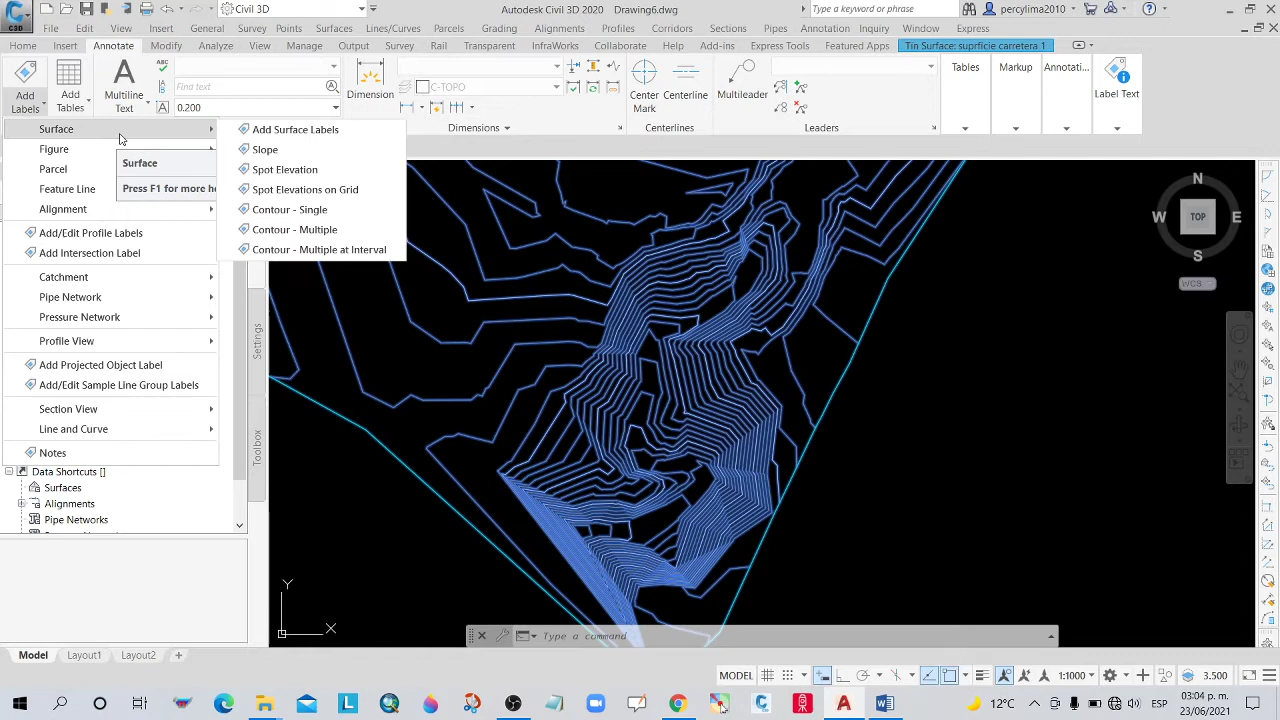 C3D
Civil 3D
Autodesk Civil 3D 2020 Drawing6.dwg
Type a keyword or phrase
percylima2010
File Edit View Insert General Survey Points Surfaces Lines/Curves Parcels Grading Alignments Profiles Corridors Sections Pipes Annotation Inquiry Window Express
Home Insert Annotate Modify Analyze View Manage Output Survey Rail Transparent InfraWorks Collaborate Help Add-ins Express Tools Featured Apps Tin Surface: suprficie carretera 1
Add Labels
Add Tables
Multiline Text
ABC
Find text
0.200
Dimension
C-TOPO
Dimensions
Center Mark
Centerline
Centerlines
Multileader
Leaders
Tables
Markup
Annotati...
Label Text
Surface
Figure
Parcel
Feature Line
Alignment
Add/Edit Profile Labels
Add Intersection Label
Catchment
Pipe Network
Pressure Network
Profile View
Add Projected Object Label
Add/Edit Sample Line Group Labels
Section View
Line and Curve
Notes
Surface
Press F1 for more he
Add Surface Labels
Slope
Spot Elevation
Spot Elevations on Grid
Contour - Single
Contour - Multiple
Contour - Multiple at Interval
Settings
Toolbox
Data Shortcuts []
Surfaces
Alignments
Pipe Networks
N
W TOP E
S
WCS
Y
X
Type a command
Model Layout1 Layout2 +
MODEL
1:1000
3.500
12°C
ESP
03:04 p. m.
23/06/2021